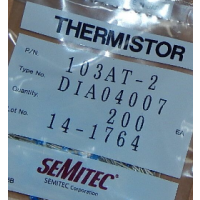 THERMISTOR
P/N
Type No. 103AT-2
DIA04007
Quantity 200 EA
Lot No. 14-1764
SEMITEC
SEMITEC Corporation